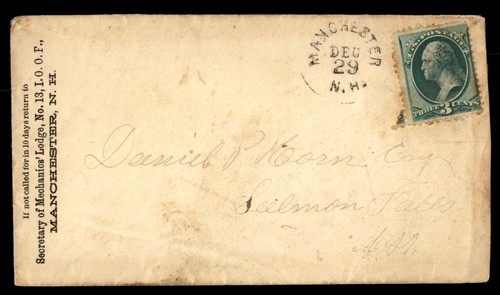 If not called for in 10 days return to
Secretary of Mechanics' Lodge, No. 13, I. O. O. F.,
MANCHESTER, N. H.
MANCHESTER
DEC
29
N.H.
U.S. POSTAGE
THREE 3 CENTS
Daniel P Horn Esq
Salmon Falls
N.H.